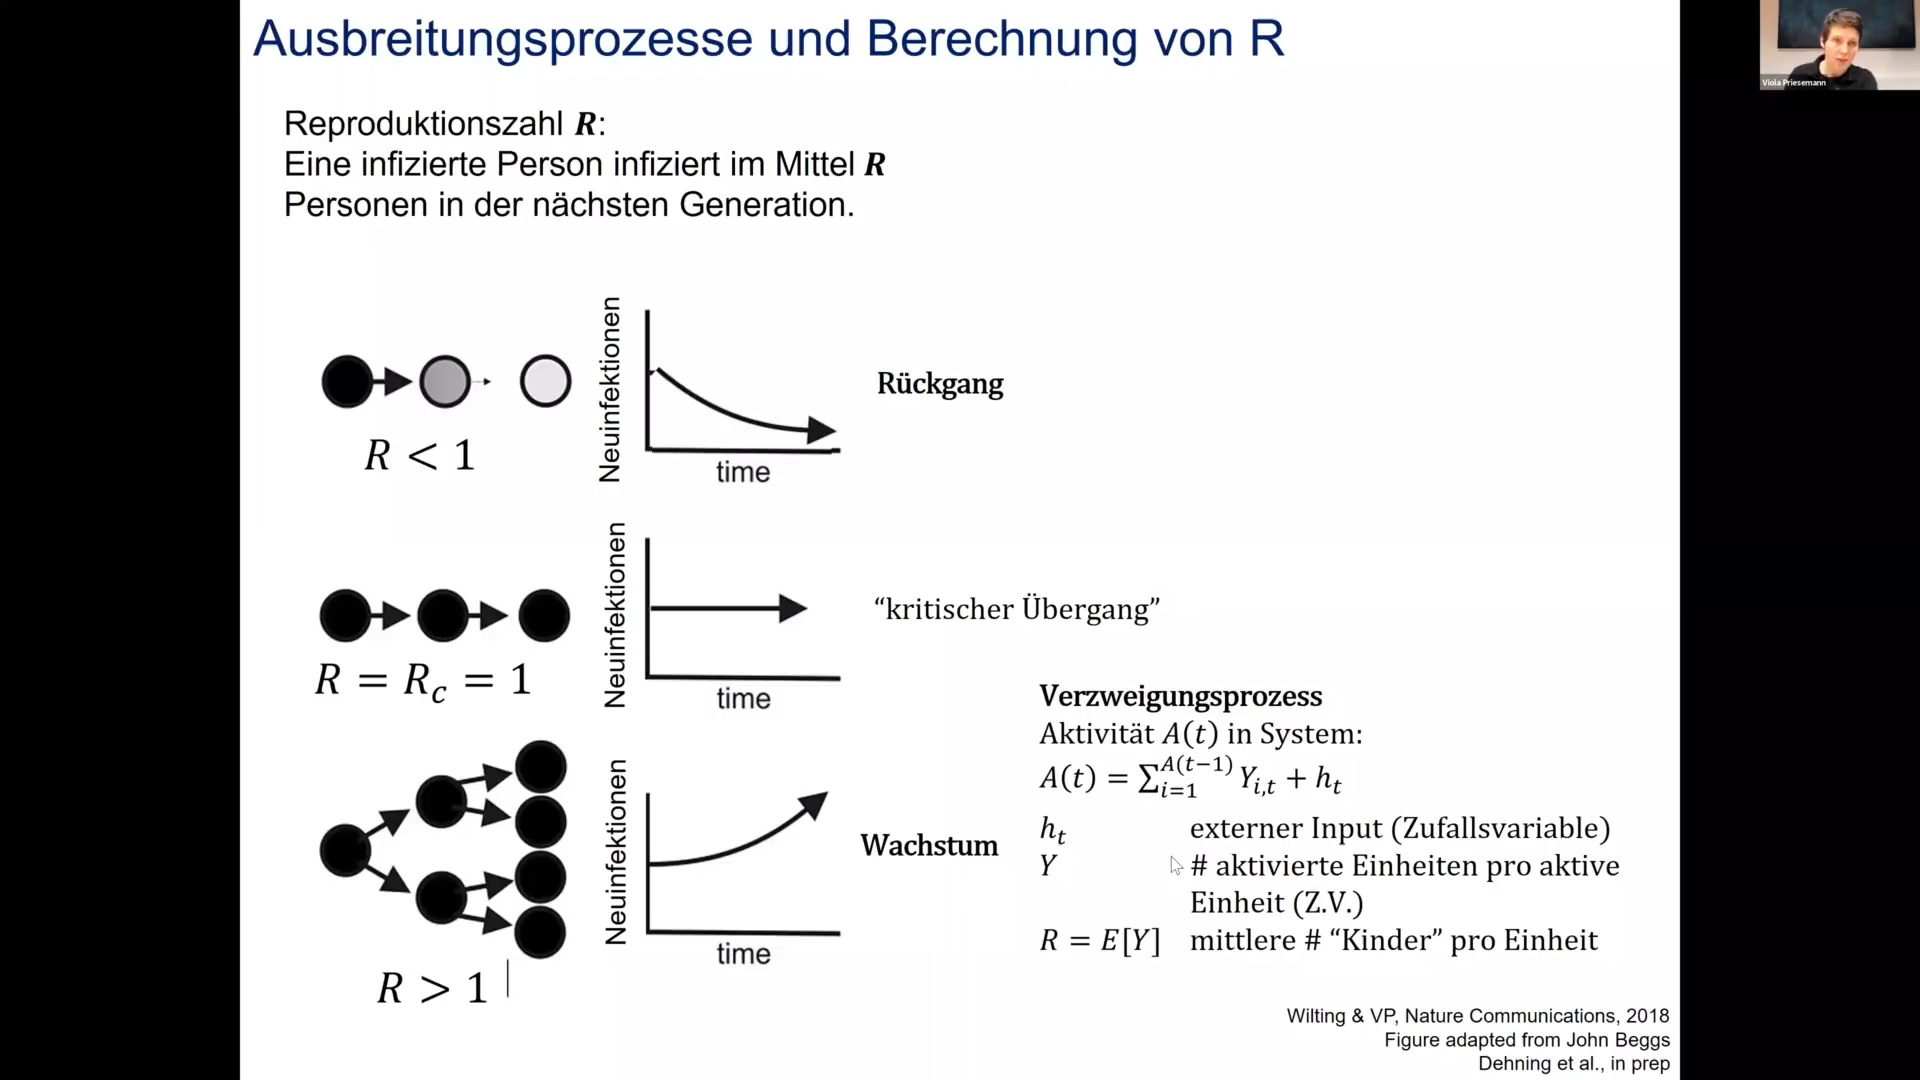 Ausbreitungsprozesse und Berechnung von R
Viola Priesemann
Reproduktionszahl R:
Eine infizierte Person infiziert im Mittel R
Personen in der nächsten Generation.
R < 1
Neuinfektionen
time
Rückgang
R = R_c = 1
Neuinfektionen
time
“kritischer Übergang”
R > 1
Neuinfektionen
time
Wachstum
Verzweigungsprozess
Aktivität A(t) in System:
A(t) = ∑_{i=1}^{A(t−1)} Y_{i,t} + h_t
h_t externer Input (Zufallsvariable)
Y # aktivierte Einheiten pro aktive
Einheit (Z.V.)
R = E[Y] mittlere # “Kinder” pro Einheit
Wilting & VP, Nature Communications, 2018
Figure adapted from John Beggs
Dehning et al., in prep